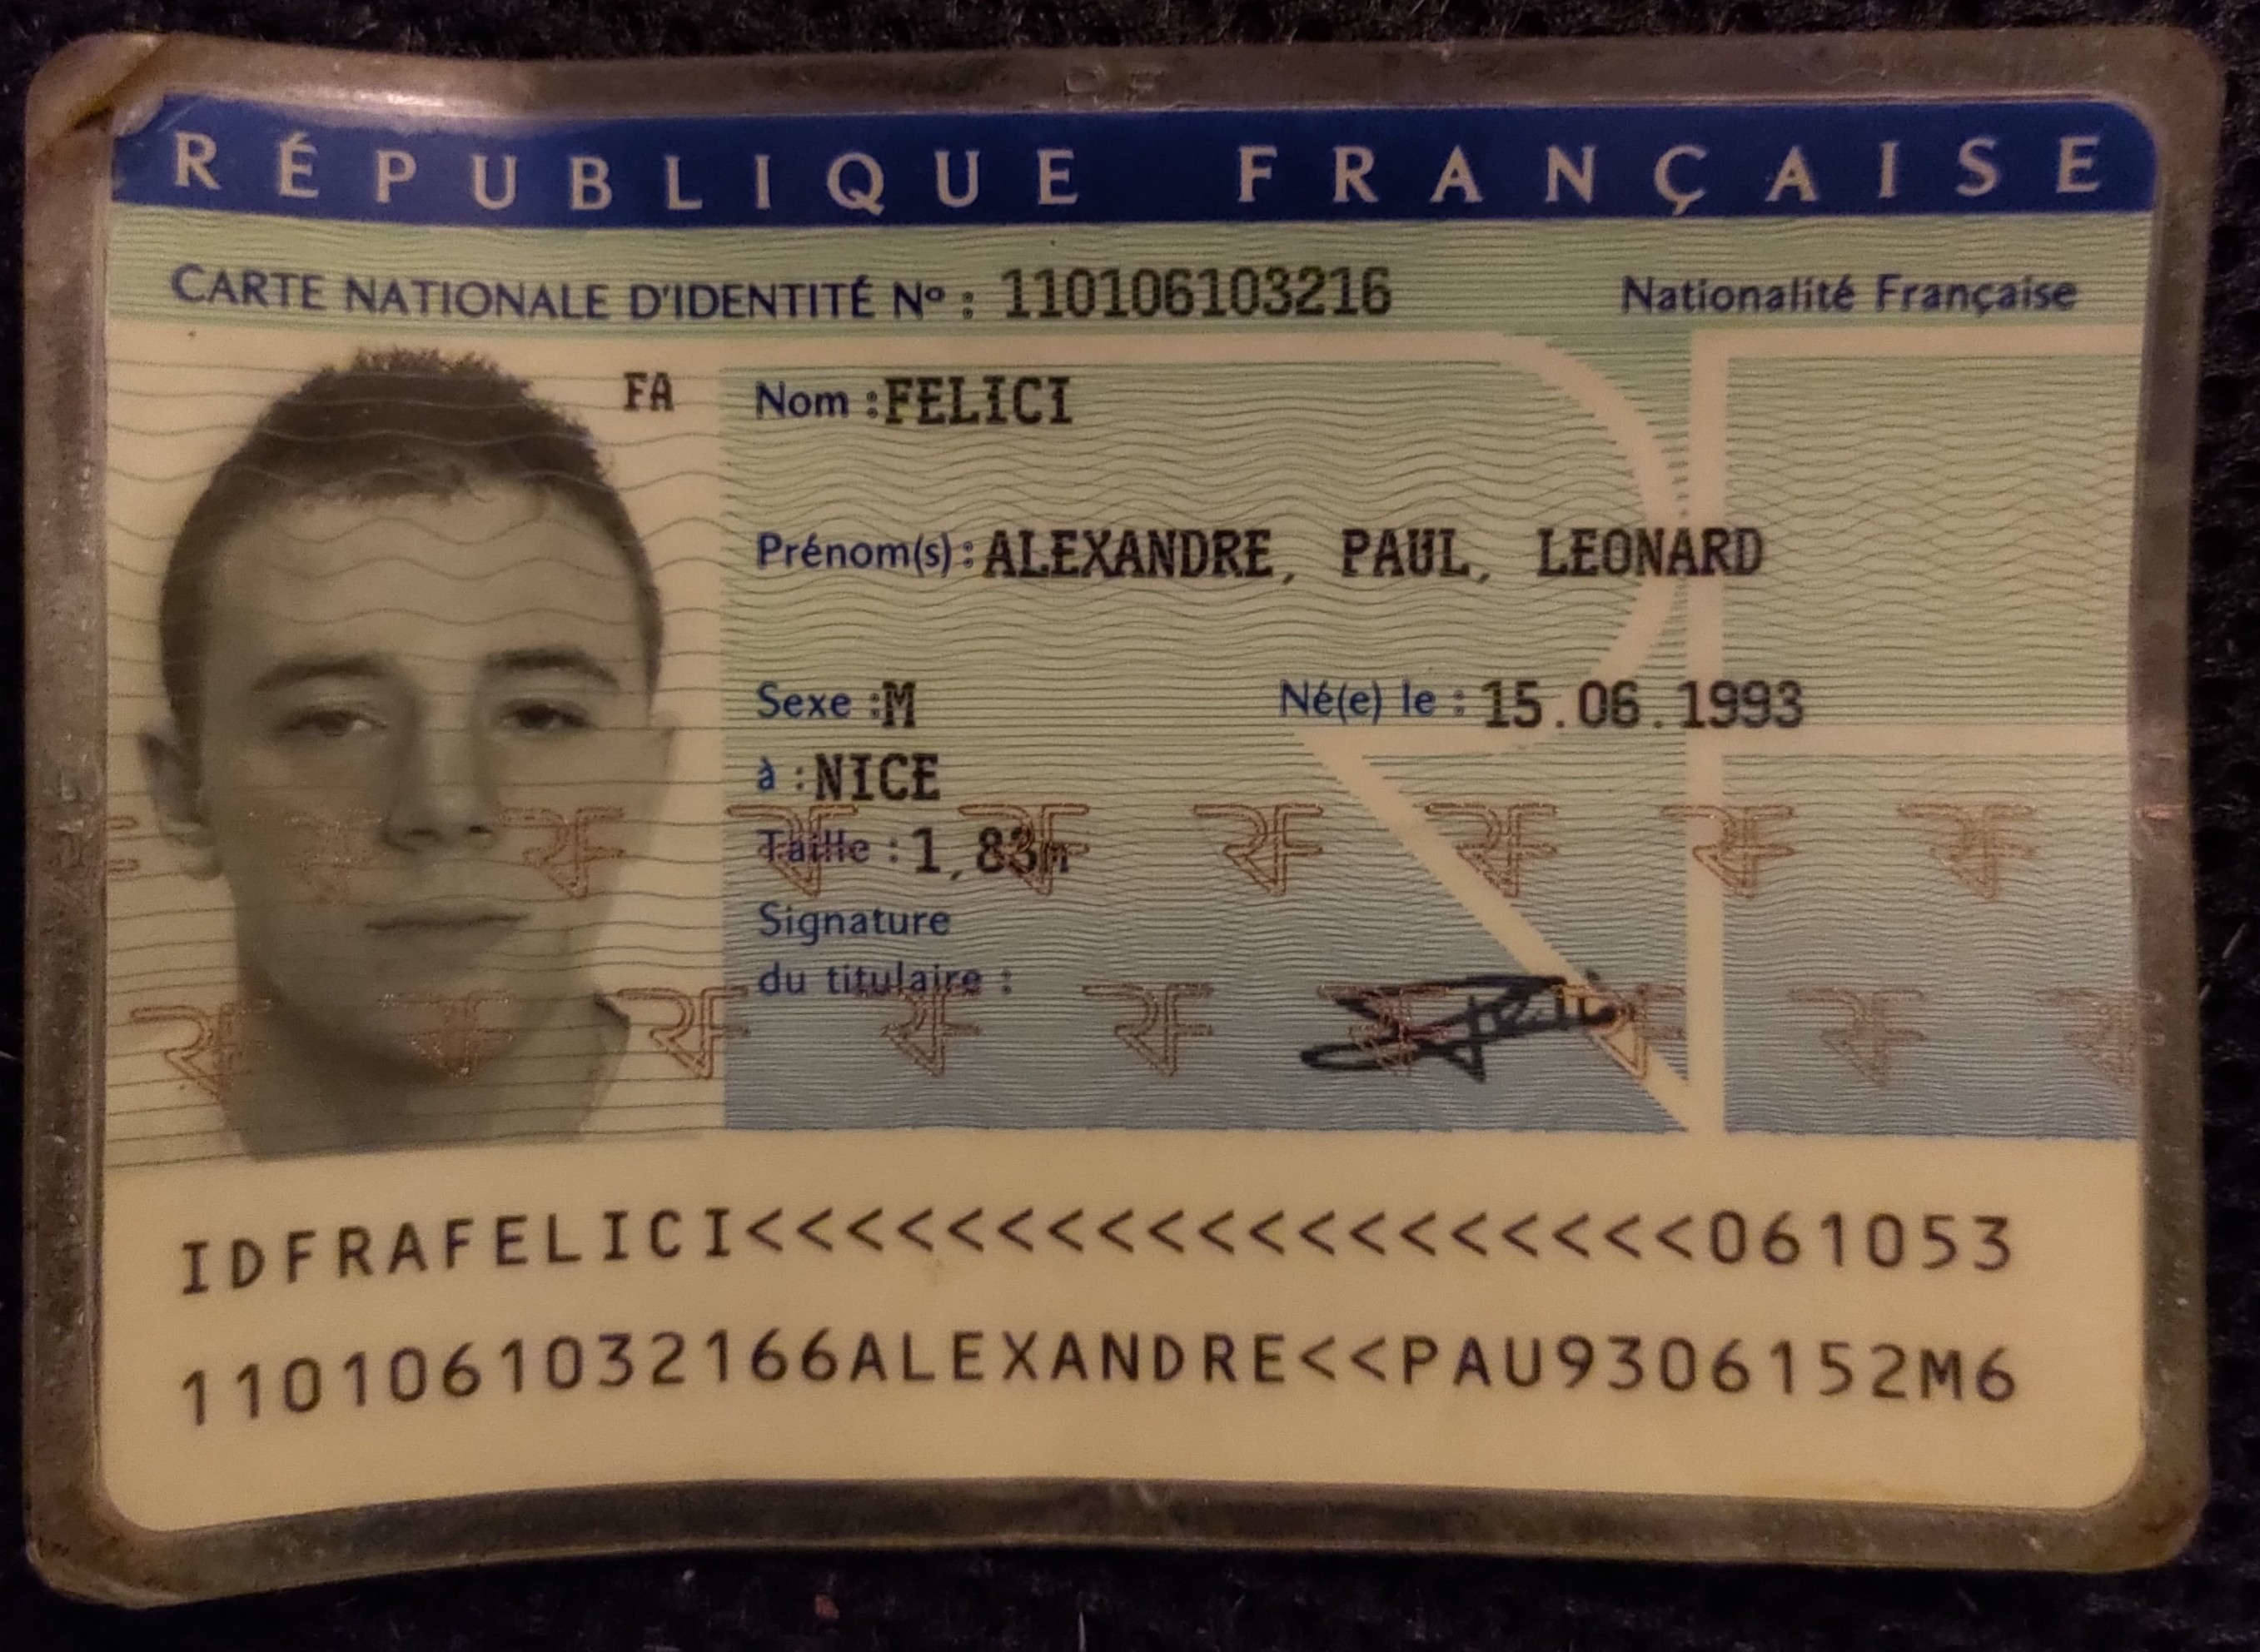 RÉPUBLIQUE FRANÇAISE
CARTE NATIONALE D'IDENTITÉ Nº : 110106103216 Nationalité Française
FA
Nom : FELICI
Prénom(s) : ALEXANDRE, PAUL, LEONARD
Sexe : M Né(e) le : 15.06.1993
à : NICE
Taille : 1,83m
Signature
du titulaire :
IDFRAFELICI<<<<<<<<<<<<<<<<<<<061053
1101061032166ALEXANDRE<<PAU9306152M6